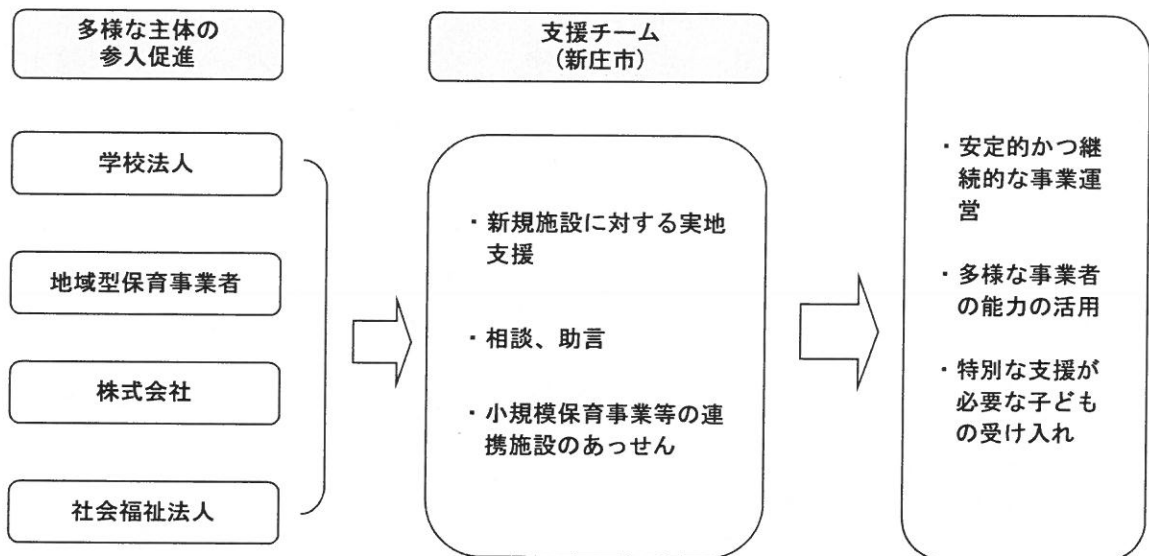 多様な主体の
参入促進
学校法人
地域型保育事業者
株式会社
社会福祉法人
支援チーム
(新庄市)
・新規施設に対する実地
支援
・相談、助言
・小規模保育事業等の連
携施設のあっせん
・安定的かつ継
続的な事業運
営
・多様な事業者
の能力の活用
・特別な支援が
必要な子ども
の受け入れ